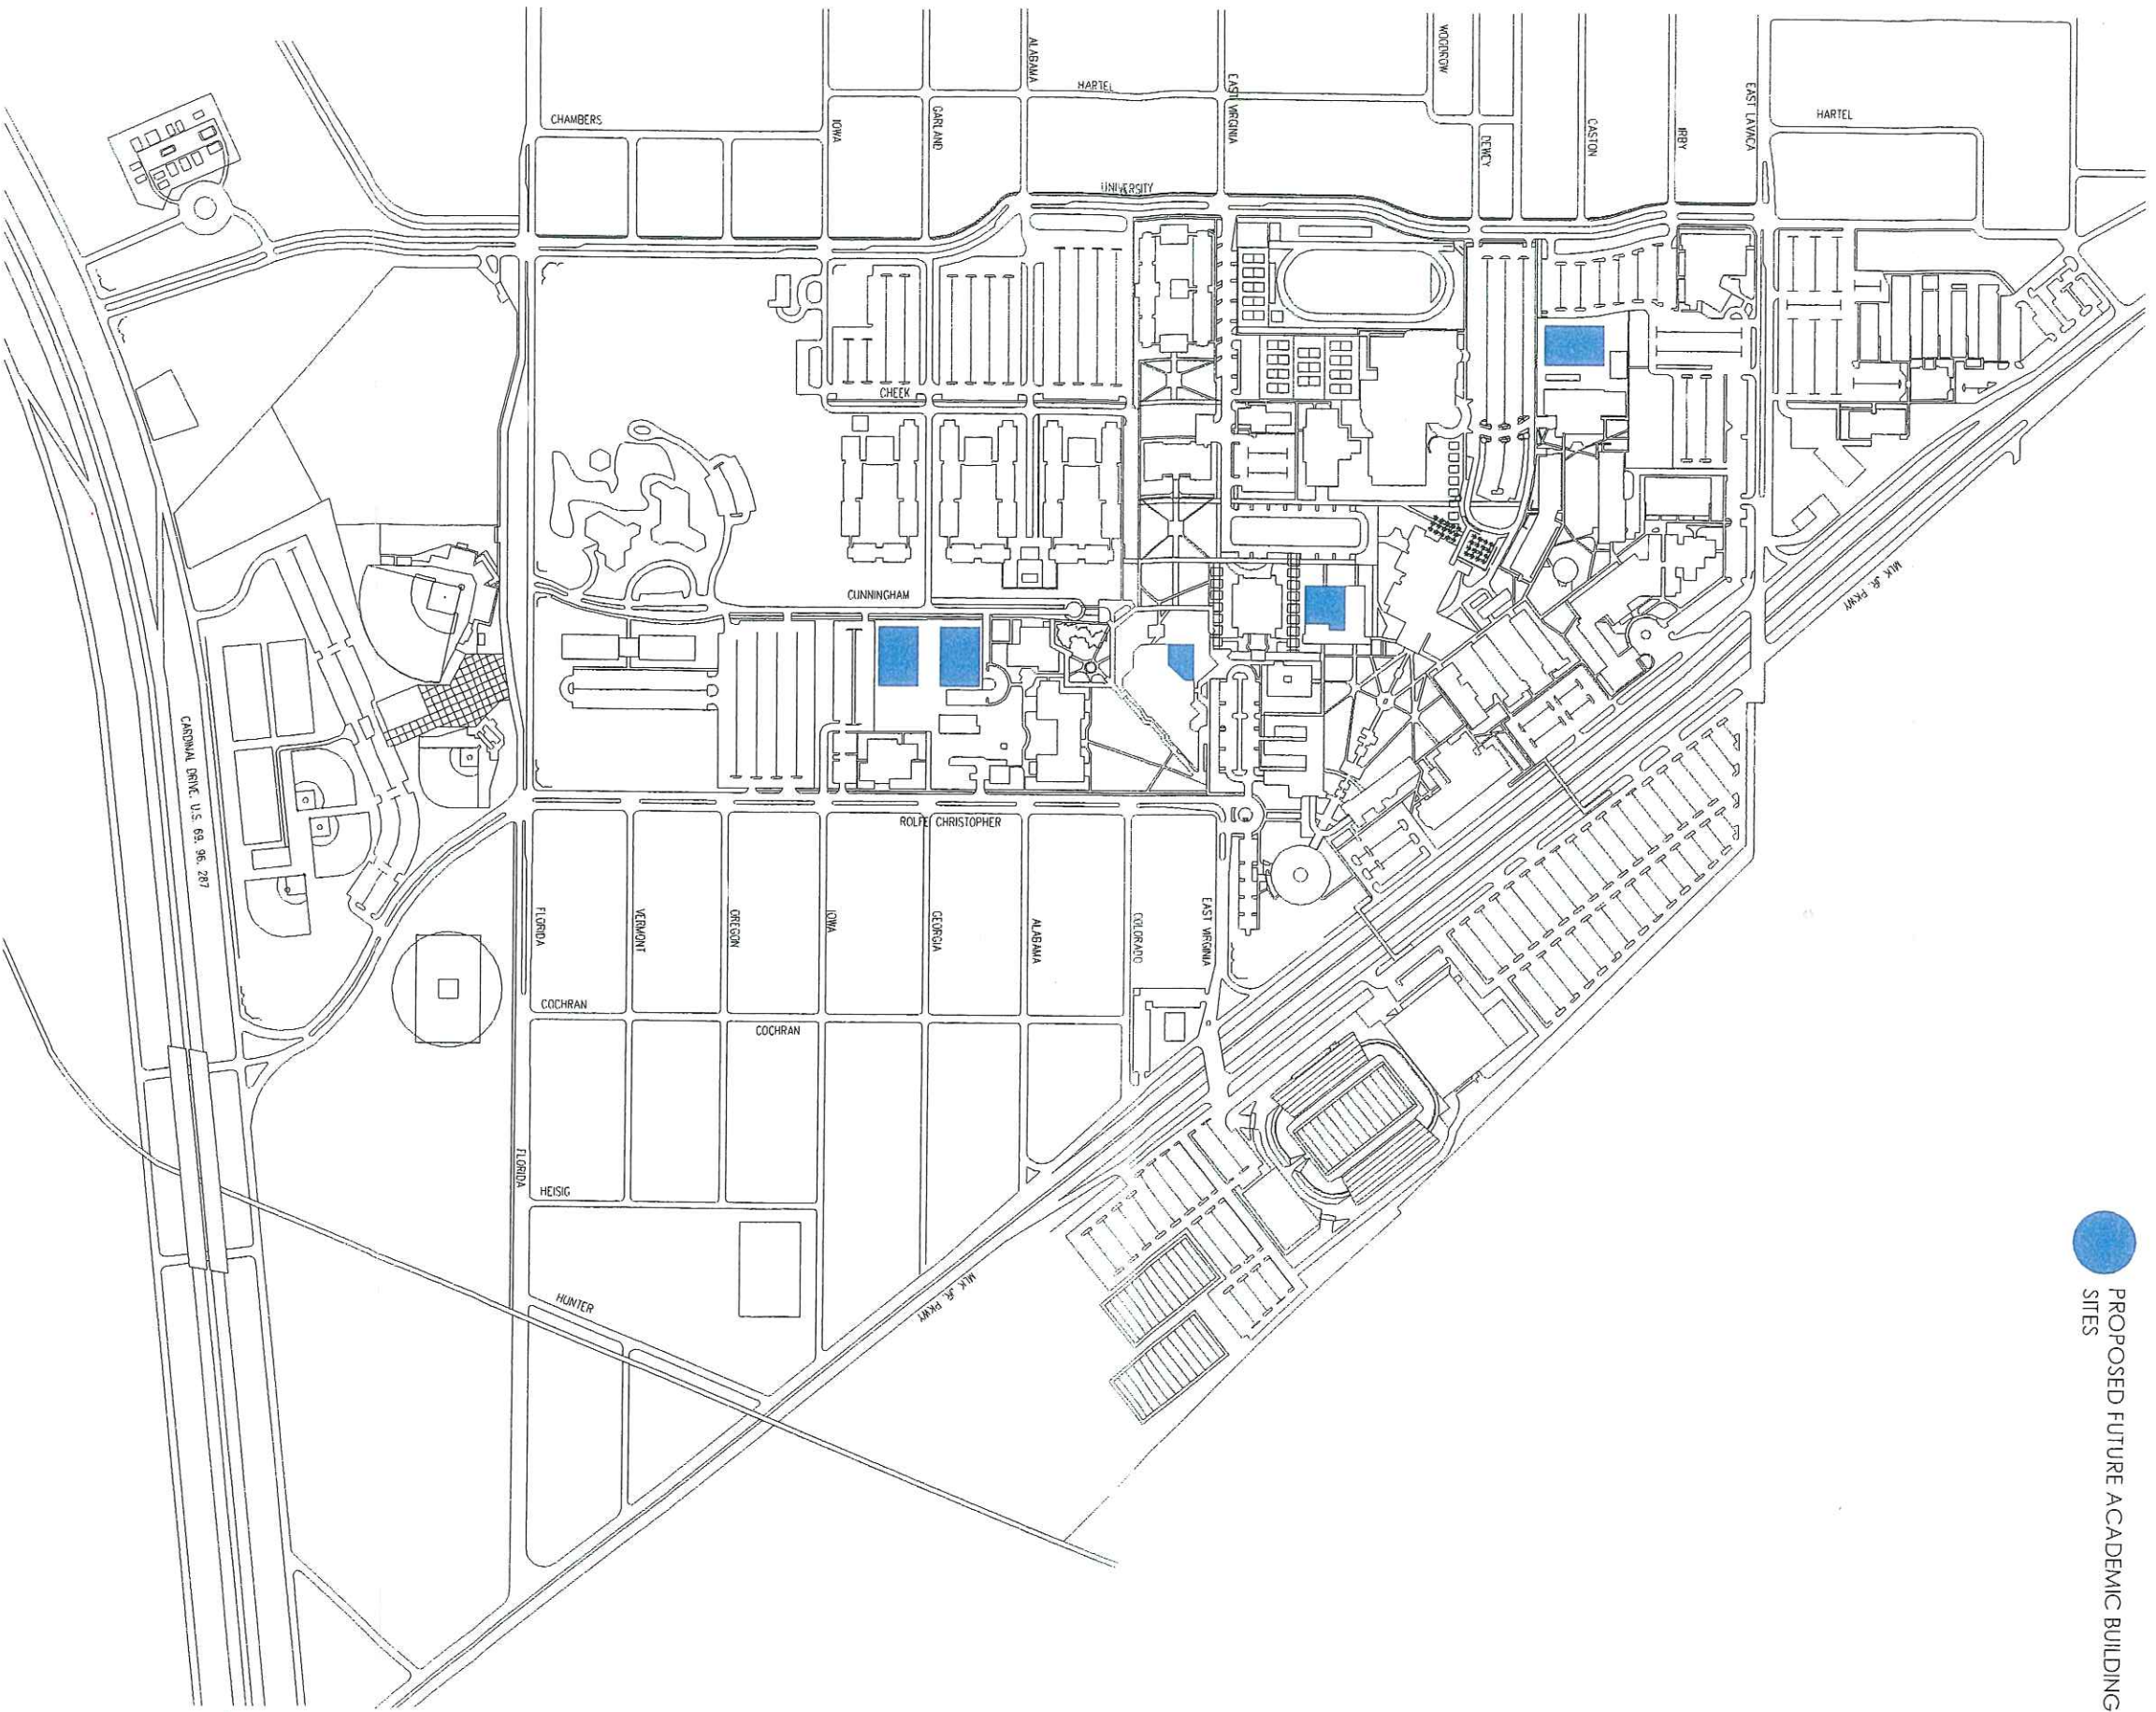 WOODROW
ALABAMA
HARTEL
EAST VIRGINIA
EAST LAVACA
HARTEL
CHAMBERS
IOWA
GARLAND
DEWEY
CASTON
IRBY
UNIVERSITY
CHEEK
CUNNINGHAM
MLK JR. PKWY
CARDINAL DRIVE, U.S. 69, 96, 287
ROLFE CHRISTOPHER
FLORIDA
VERMONT
OREGON
IOWA
GEORGIA
ALABAMA
COLORADO
EAST VIRGINIA
COCHRAN
COCHRAN
FLORIDA
HEISIG
HUNTER
MLK JR. PKWY
PROPOSED FUTURE ACADEMIC BUILDING
SITES